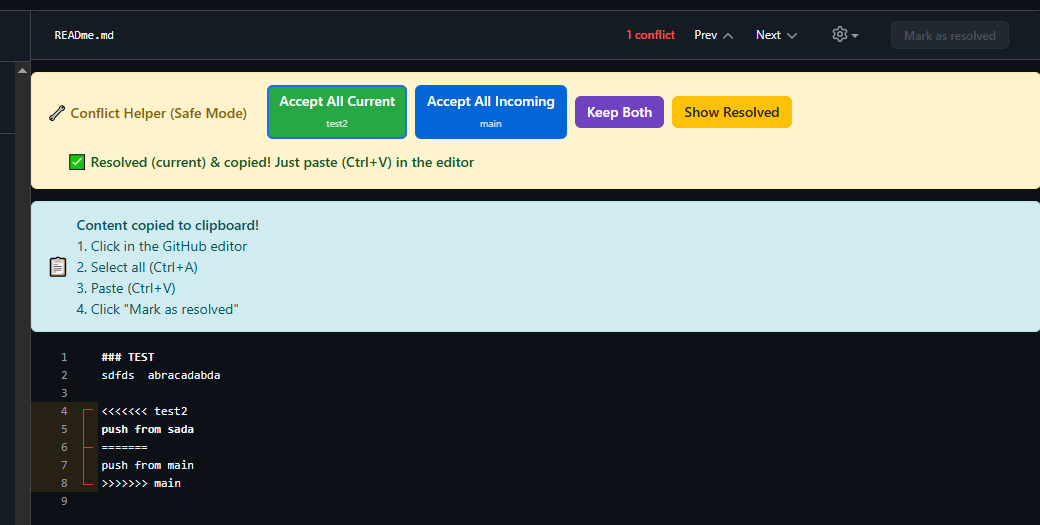 READme.md
1 conflict
Prev
Next
Mark as resolved
Conflict Helper (Safe Mode)
Accept All Current
test2
Accept All Incoming
main
Keep Both
Show Resolved
Resolved (current) & copied! Just paste (Ctrl+V) in the editor
Content copied to clipboard!
1. Click in the GitHub editor
2. Select all (Ctrl+A)
3. Paste (Ctrl+V)
4. Click "Mark as resolved"
1 ### TEST
2 sdfds  abracadabda
3
4 <<<<<<< test2
5 push from sada
6 =======
7 push from main
8 >>>>>>> main
9